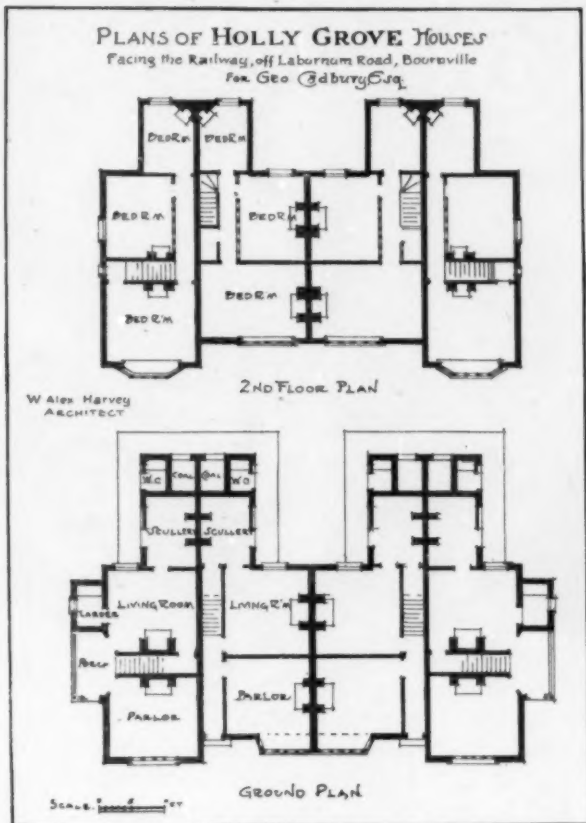 PLANS OF HOLLY GROVE HOUSES
Facing the Railway, off Laburnum Road, Bournville
For Geo Cadbury Esq.
BED R'M BED R'M
BED R'M BED R'M
BED R'M BED R'M
2ND FLOOR PLAN
W Alex Harvey
ARCHITECT
W.C COAL COAL W.C
SCULLERY SCULLERY
LIVING ROOM LIVING R'M
LARDER
PORCH
PARLOR PARLOR
GROUND PLAN
SCALE FT